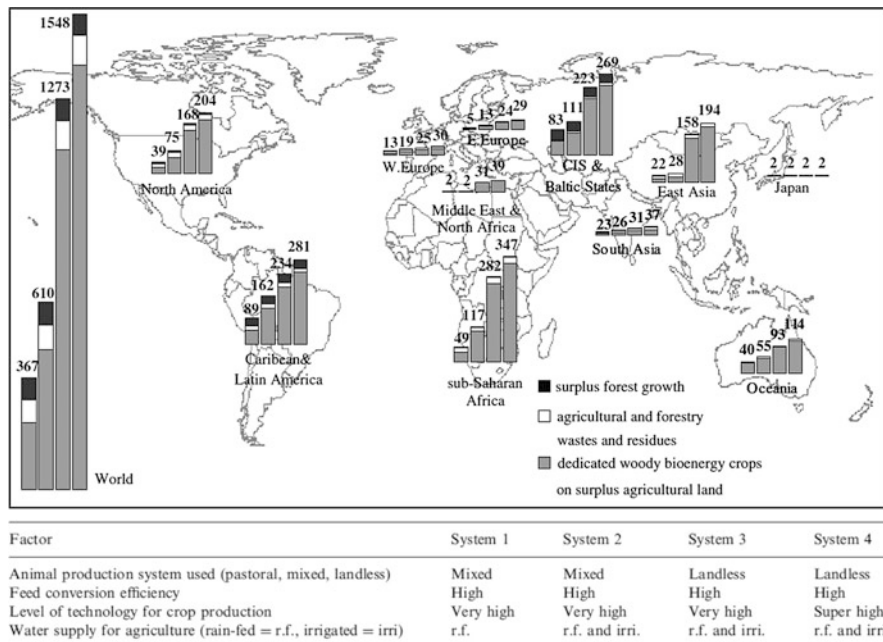 1548
1273
610
367
World
39 75 168 204
North America
89 162 234 281
Caribean&
Latin America
13 19 25 30
W.Europe
5 13 24 29
E.Europe
83 111 223 269
CIS &
Baltic States
2 2 31 39
Middle East &
North Africa
49 117 282 347
sub-Saharan
Africa
22 28 158 194
East Asia
2 2 2 2
Japan
23 26 31 37
South Asia
40 55 93 114
Oceania
surplus forest growth
agricultural and forestry
wastes and residues
dedicated woody bioenergy crops
on surplus agricultural land
Factor System 1 System 2 System 3 System 4
Animal production system used (pastoral, mixed, landless) Mixed Mixed Landless Landless
Feed conversion efficiency High High High High
Level of technology for crop production Very high Very high Very high Super high
Water supply for agriculture (rain-fed = r.f., irrigated = irri) r.f. r.f. and irri. r.f. and irri. r.f. and irri